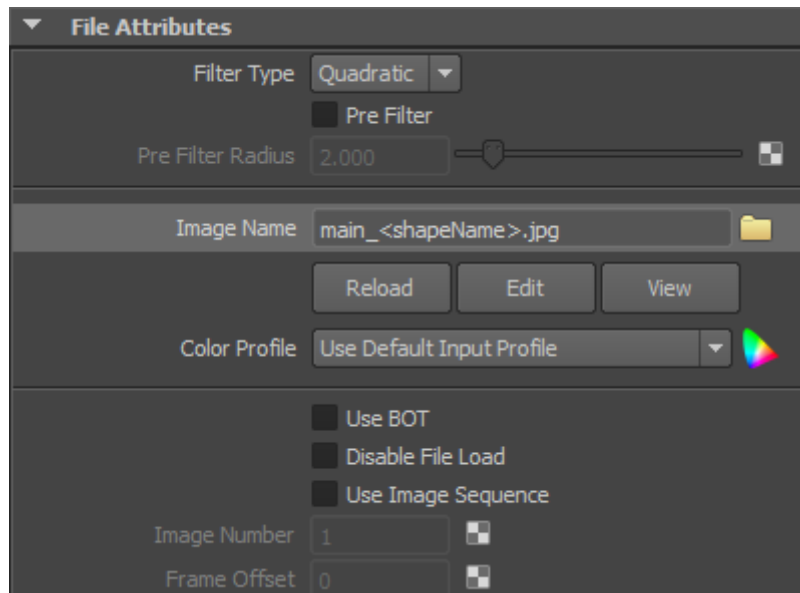 File Attributes
Filter Type Quadratic
Pre Filter
Pre Filter Radius 2.000
Image Name main_<shapeName>.jpg
Reload Edit View
Color Profile Use Default Input Profile
Use BOT
Disable File Load
Use Image Sequence
Image Number 1
Frame Offset 0